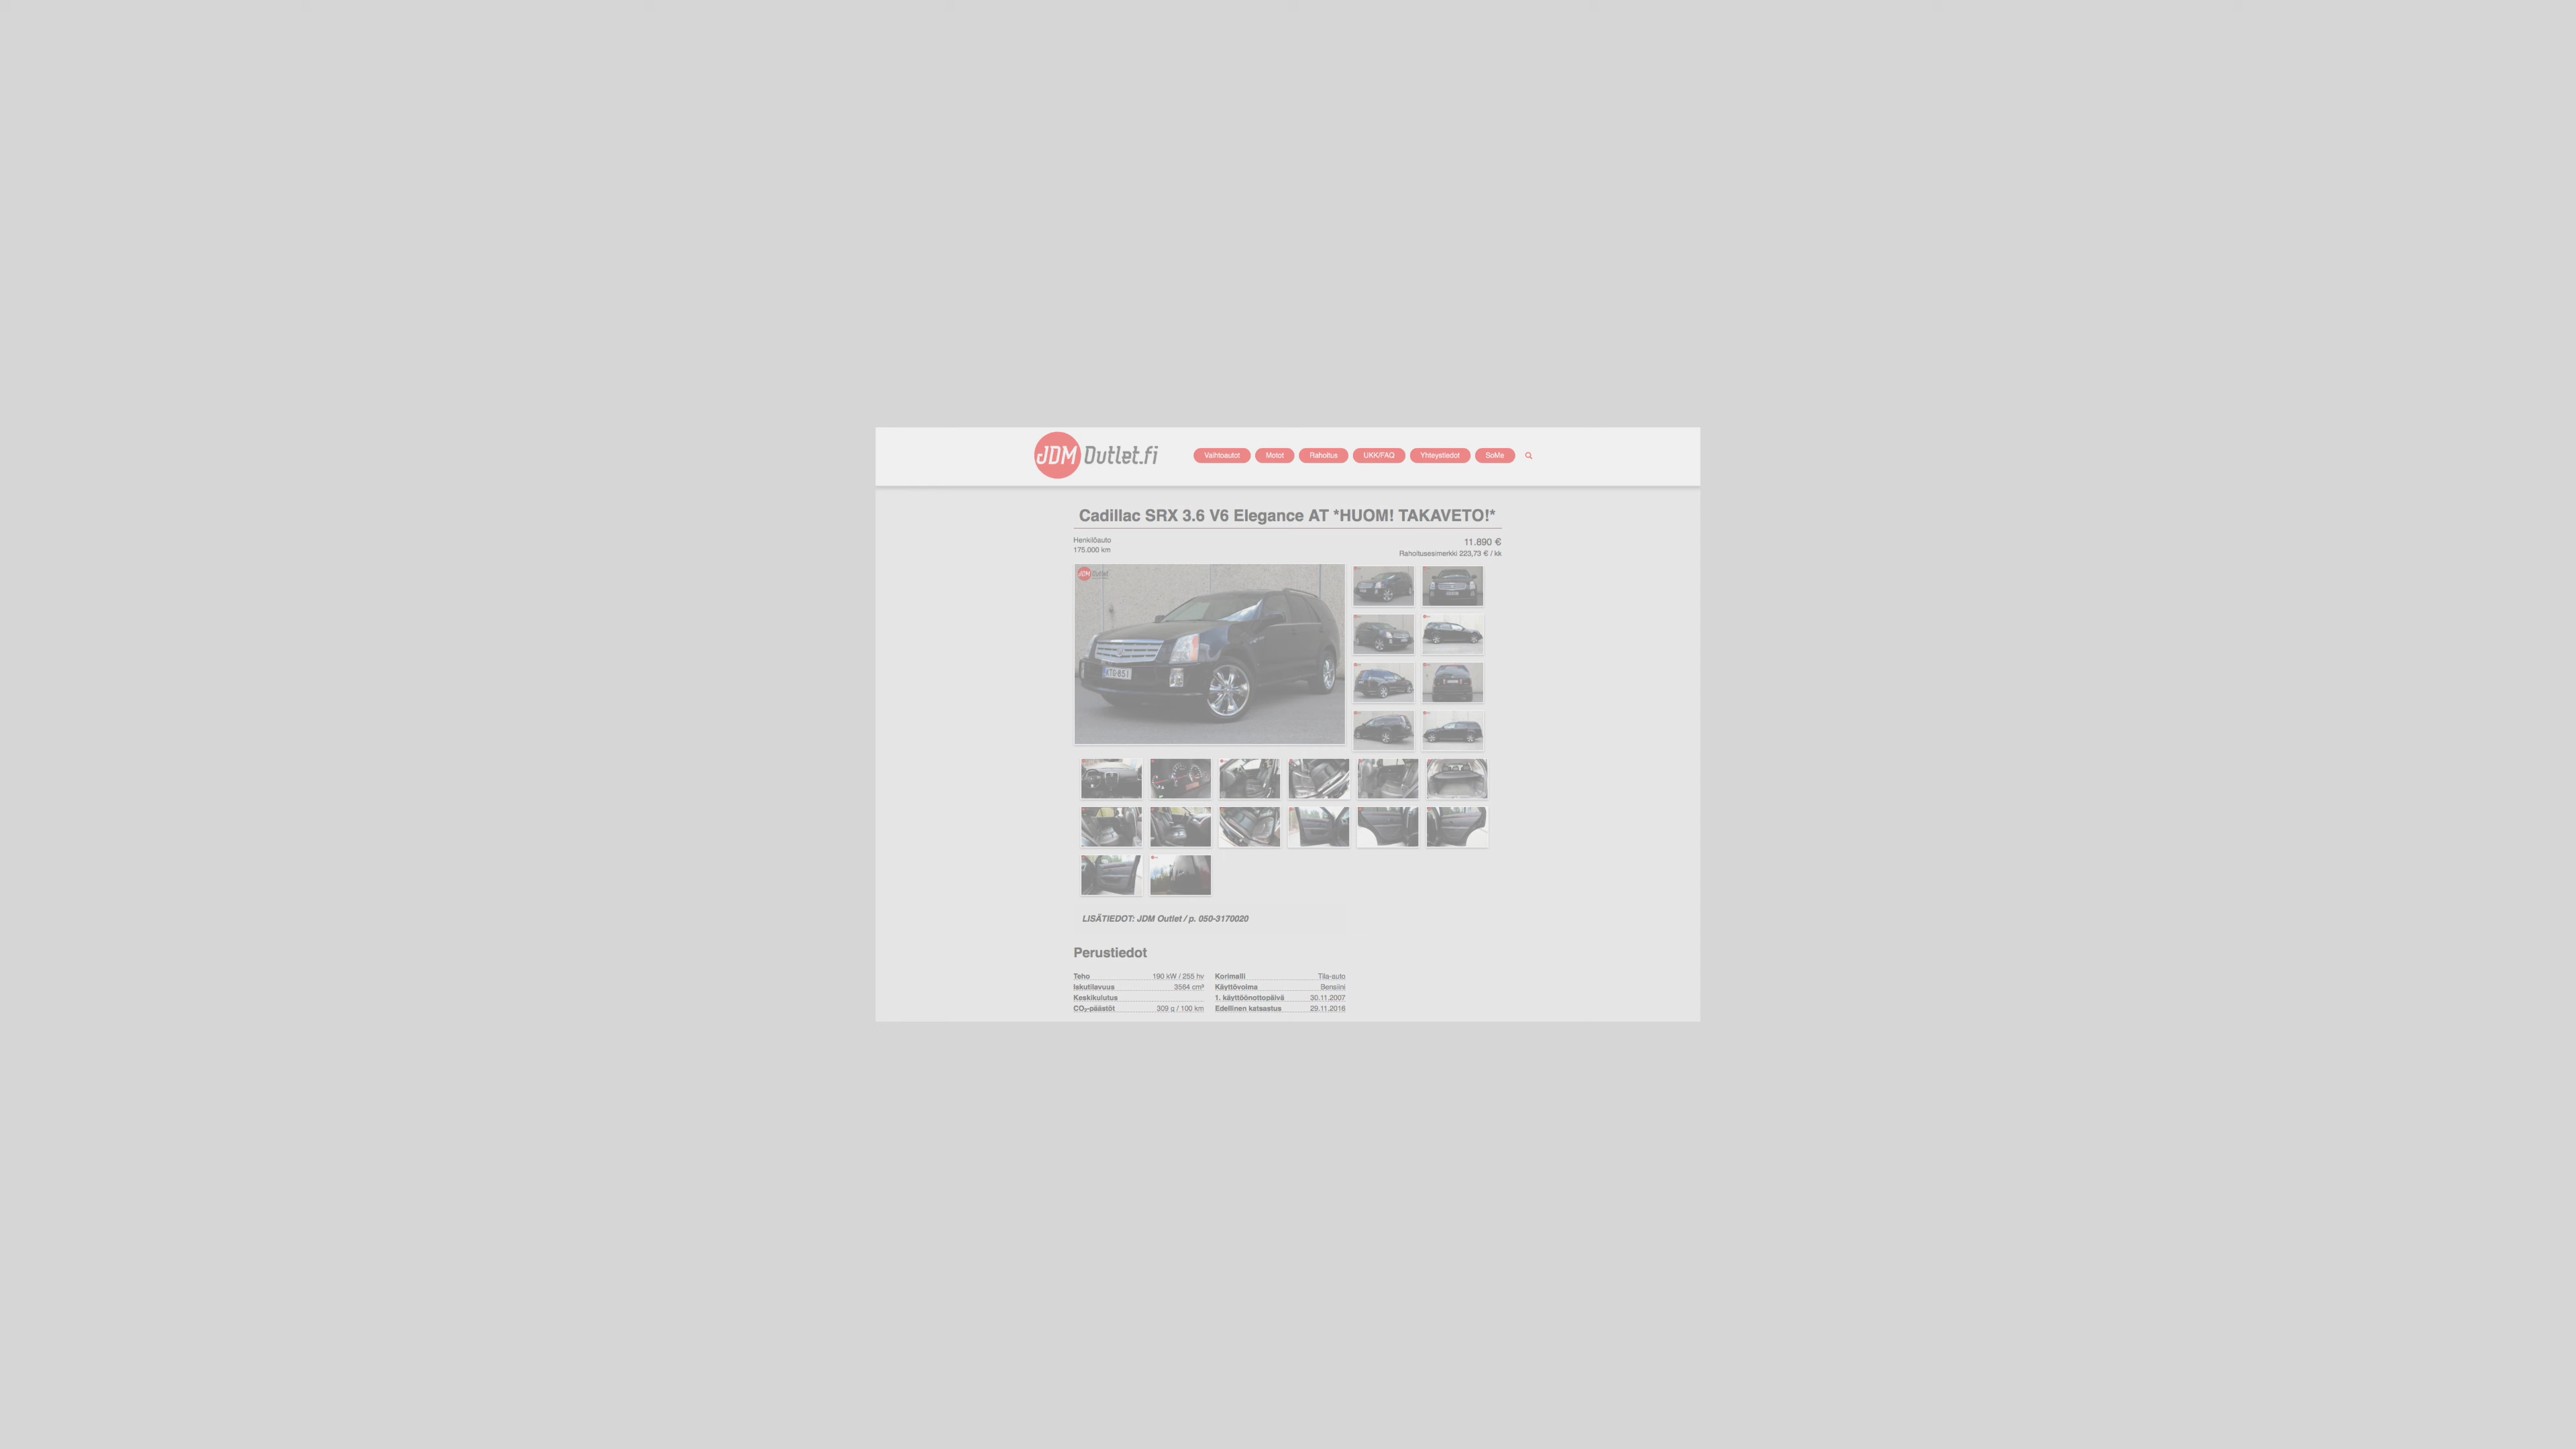 JDM Outlet.fi
Vaihtoautot
Motot
Rahoitus
UKK/FAQ
Yhteystiedot
SoMe
Cadillac SRX 3.6 V6 Elegance AT *HUOM! TAKAVETO!*
Henkilöauto
175.000 km
11.890 €
Rahoitusesimerkki 223,73 € / kk
JDM Outlet
LISÄTIEDOT: JDM Outlet / p. 050-3170020
Perustiedot
Teho 190 kW / 255 hv
Iskutilavuus 3564 cm³
Keskikulutus
CO₂-päästöt 309 g / 100 km
Korimalli Tila-auto
Käyttövoima Bensiini
1. käyttöönottopäivä 30.11.2007
Edellinen katsastus 29.11.2016